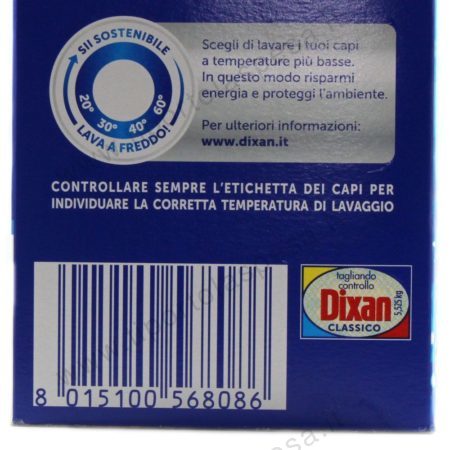 SII SOSTENIBILE
20° 30° 40° 60°
LAVA A FREDDO!
Scegli di lavare i tuoi capi
a temperature più basse.
In questo modo risparmi
energia e proteggi l'ambiente.
Per ulteriori informazioni:
www.dixan.it
CONTROLLARE SEMPRE L'ETICHETTA DEI CAPI PER
INDIVIDUARE LA CORRETTA TEMPERATURA DI LAVAGGIO
tagliando
controllo
Dixan
5,525 kg
CLASSICO
8 015100 568086